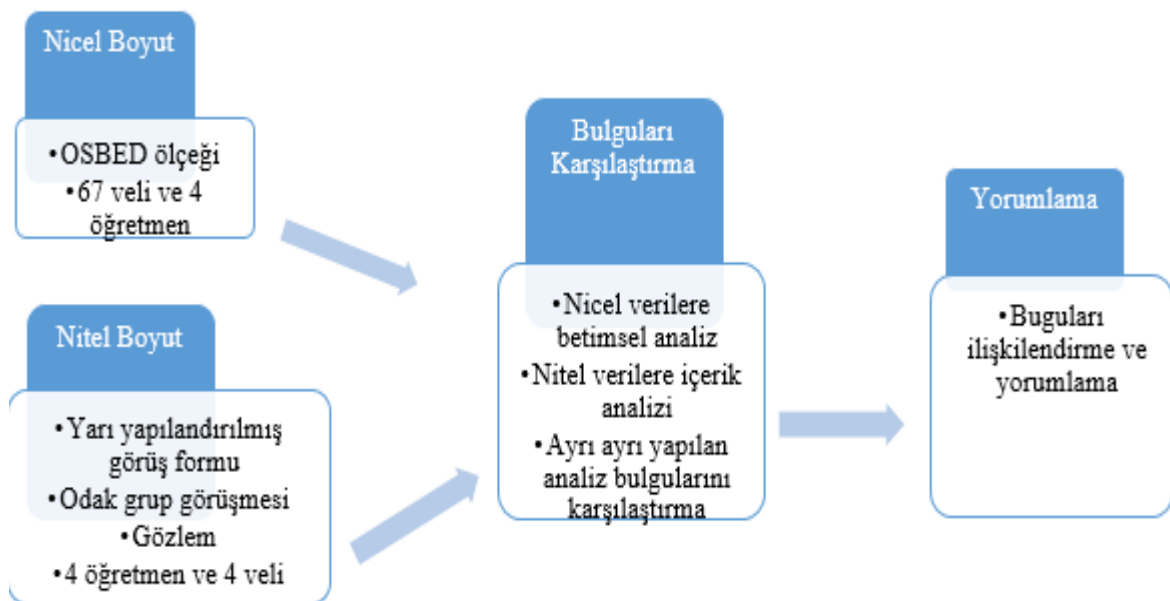 Nicel Boyut
•OSBED ölçeği
•67 veli ve 4
öğretmen
Nitel Boyut
•Yarı yapılandırılmış
görüş formu
•Odak grup görüşmesi
•Gözlem
•4 öğretmen ve 4 veli
Bulguları
Karşılaştırma
•Nicel verilere
betimsel analiz
•Nitel verilere içerik
analizi
•Ayrı ayrı yapılan
analiz bulgularını
karşılaştırma
Yorumlama
•Buguları
ilişkilendirme ve
yorumlama